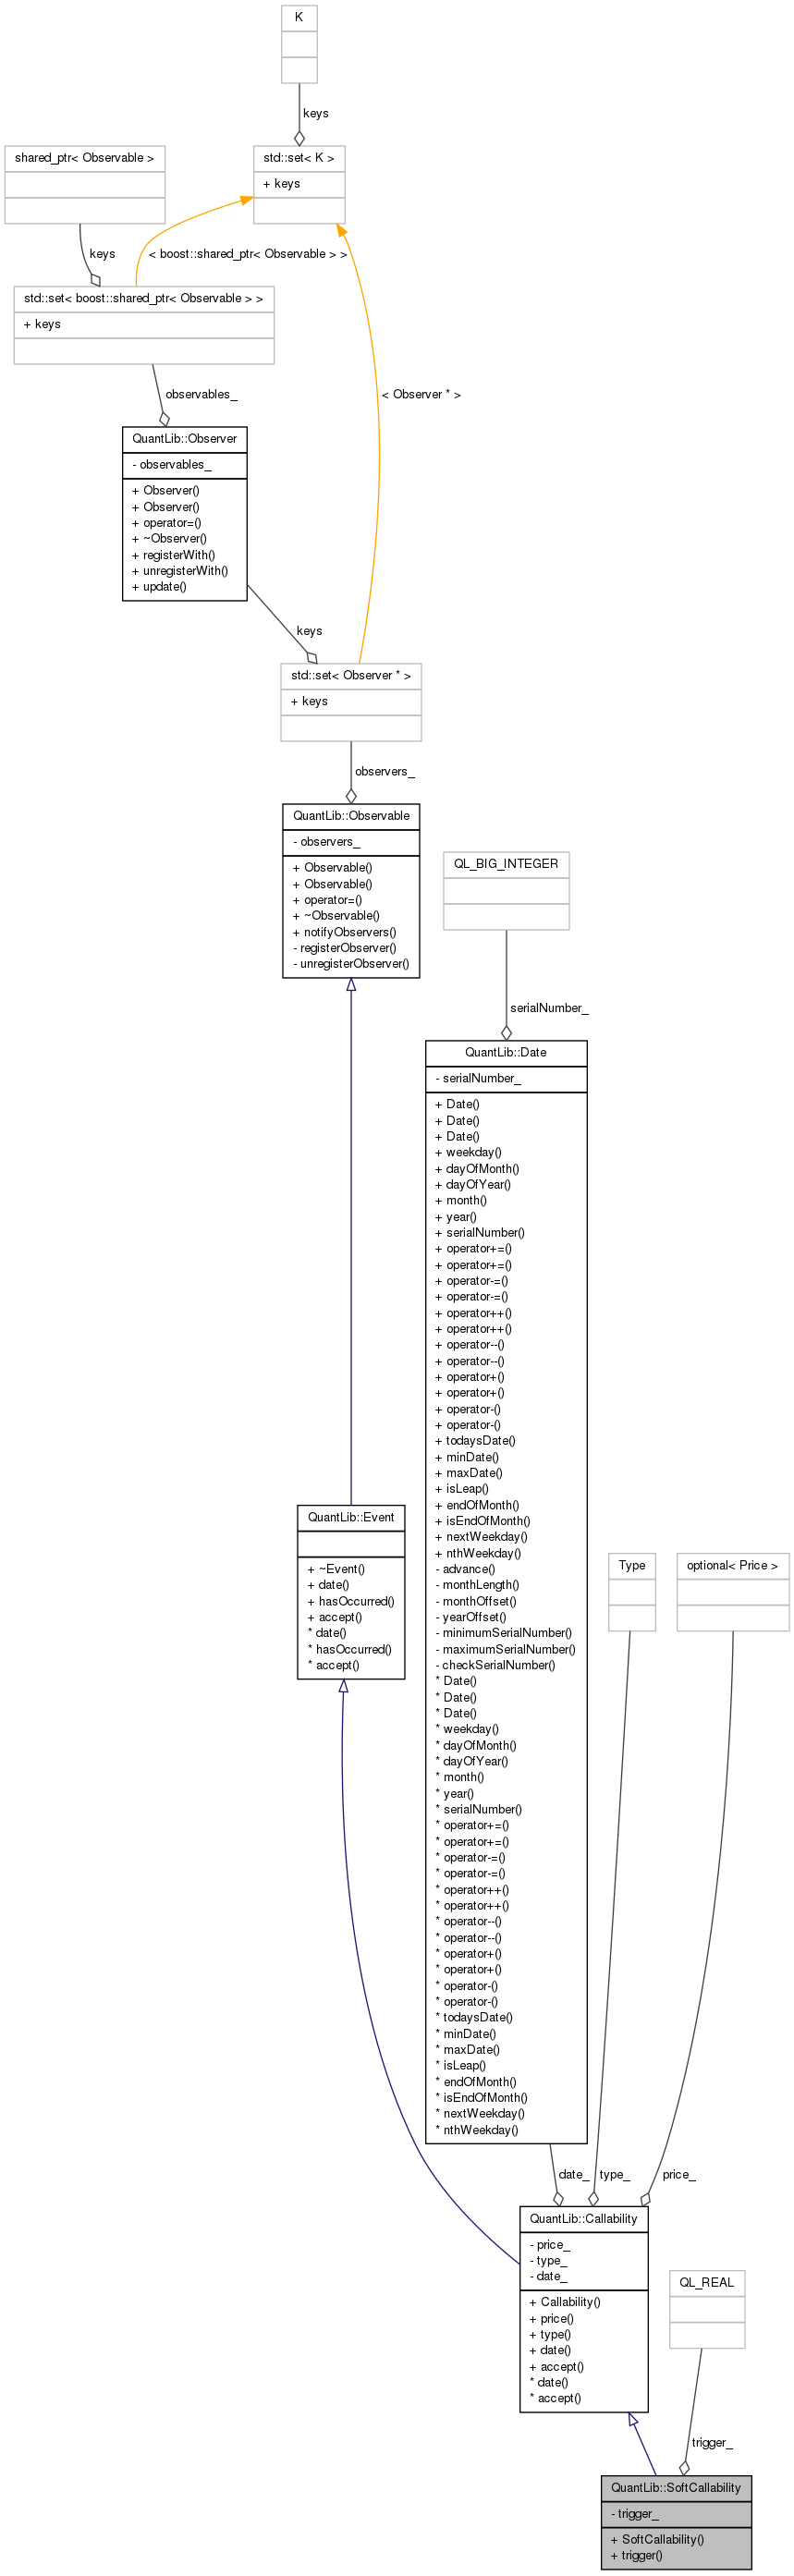 K
keys
shared_ptr< Observable >
std::set< K >
+ keys
keys
< boost::shared_ptr< Observable > >
std::set< boost::shared_ptr< Observable > >
+ keys
observables_
< Observer * >
QuantLib::Observer
- observables_
+ Observer()
+ Observer()
+ operator=()
+ ~Observer()
+ registerWith()
+ unregisterWith()
+ update()
keys
std::set< Observer * >
+ keys
observers_
QuantLib::Observable
- observers_
+ Observable()
+ Observable()
+ operator=()
+ ~Observable()
+ notifyObservers()
- registerObserver()
- unregisterObserver()
QL_BIG_INTEGER
serialNumber_
QuantLib::Date
- serialNumber_
+ Date()
+ Date()
+ Date()
+ weekday()
+ dayOfMonth()
+ dayOfYear()
+ month()
+ year()
+ serialNumber()
+ operator+=()
+ operator+=()
+ operator-=()
+ operator-=()
+ operator++()
+ operator++()
+ operator--()
+ operator--()
+ operator+()
+ operator+()
+ operator-()
+ operator-()
+ todaysDate()
+ minDate()
+ maxDate()
+ isLeap()
+ endOfMonth()
+ isEndOfMonth()
+ nextWeekday()
+ nthWeekday()
- advance()
- monthLength()
- monthOffset()
- yearOffset()
- minimumSerialNumber()
- maximumSerialNumber()
- checkSerialNumber()
* Date()
* Date()
* Date()
* weekday()
* dayOfMonth()
* dayOfYear()
* month()
* year()
* serialNumber()
* operator+=()
* operator+=()
* operator-=()
* operator-=()
* operator++()
* operator++()
* operator--()
* operator--()
* operator+()
* operator+()
* operator-()
* operator-()
* todaysDate()
* minDate()
* maxDate()
* isLeap()
* endOfMonth()
* isEndOfMonth()
* nextWeekday()
* nthWeekday()
QuantLib::Event
+ ~Event()
+ date()
+ hasOccurred()
+ accept()
* date()
* hasOccurred()
* accept()
Type
optional< Price >
date_
type_
price_
QuantLib::Callability
- price_
- type_
- date_
+ Callability()
+ price()
+ type()
+ date()
+ accept()
* date()
* accept()
QL_REAL
trigger_
QuantLib::SoftCallability
- trigger_
+ SoftCallability()
+ trigger()